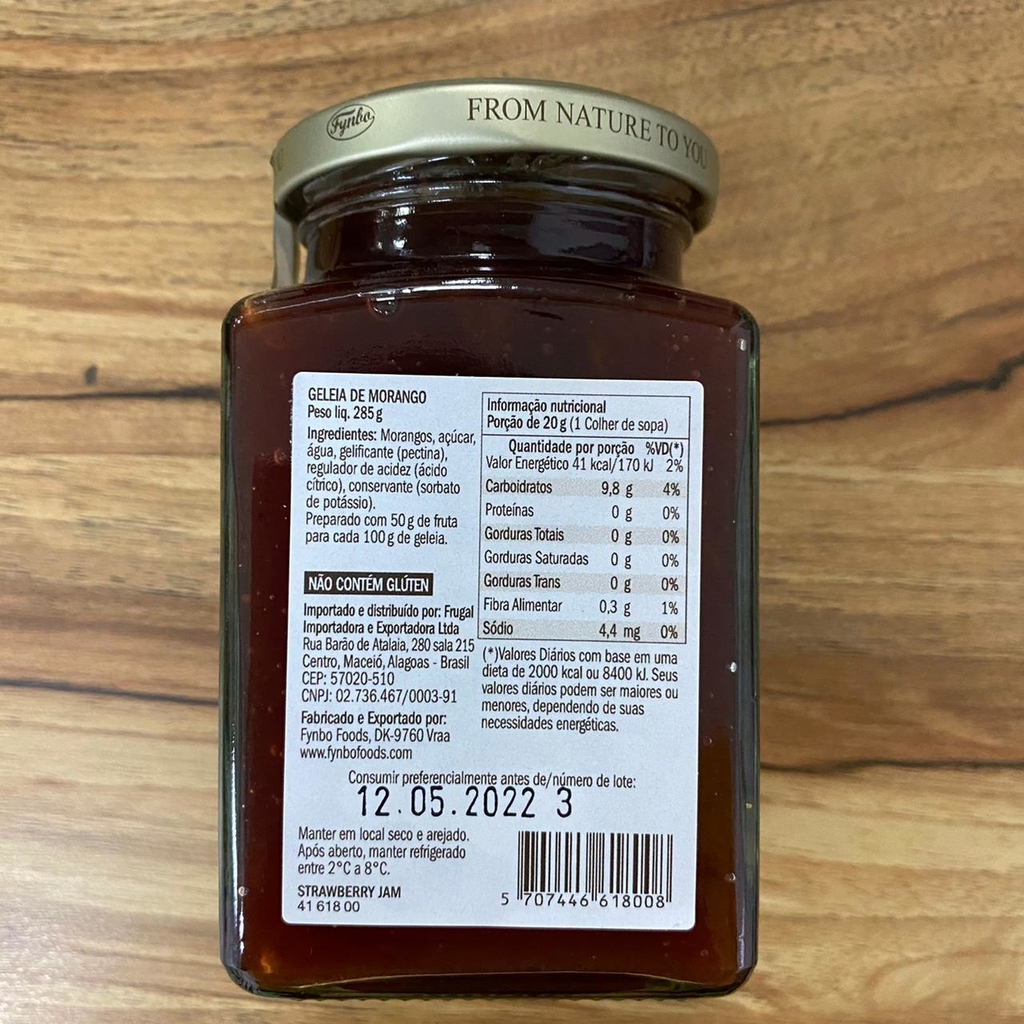 Fynbo
FROM NATURE TO YOU
GELEIA DE MORANGO
Peso liq. 285 g
Ingredientes: Morangos, açúcar,
água, gelificante (pectina),
regulador de acidez (ácido
cítrico), conservante (sorbato
de potássio).
Preparado com 50 g de fruta
para cada 100 g de geleia.
NÃO CONTÉM GLÚTEN
Importado e distribuído por: Frugal
Importadora e Exportadora Ltda
Rua Barão de Atalaia, 280 sala 215
Centro, Maceió, Alagoas - Brasil
CEP: 57020-510
CNPJ: 02.736.467/0003-91
Fabricado e Exportado por:
Fynbo Foods, DK-9760 Vraa
www.fynbofoods.com
Informação nutricional
Porção de 20 g (1 Colher de sopa)
Quantidade por porção %VD(*)
Valor Energético 41 kcal/170 kJ 2%
Carboidratos 9,8 g 4%
Proteínas 0 g 0%
Gorduras Totais 0 g 0%
Gorduras Saturadas 0 g 0%
Gorduras Trans 0 g 0%
Fibra Alimentar 0,3 g 1%
Sódio 4,4 mg 0%
(*)Valores Diários com base em uma
dieta de 2000 kcal ou 8400 kJ. Seus
valores diários podem ser maiores ou
menores, dependendo de suas
necessidades energéticas.
Consumir preferencialmente antes de/número de lote:
12.05.2022 3
Manter em local seco e arejado.
Após aberto, manter refrigerado
entre 2°C a 8°C.
STRAWBERRY JAM
41 618 00
5 707446 618008